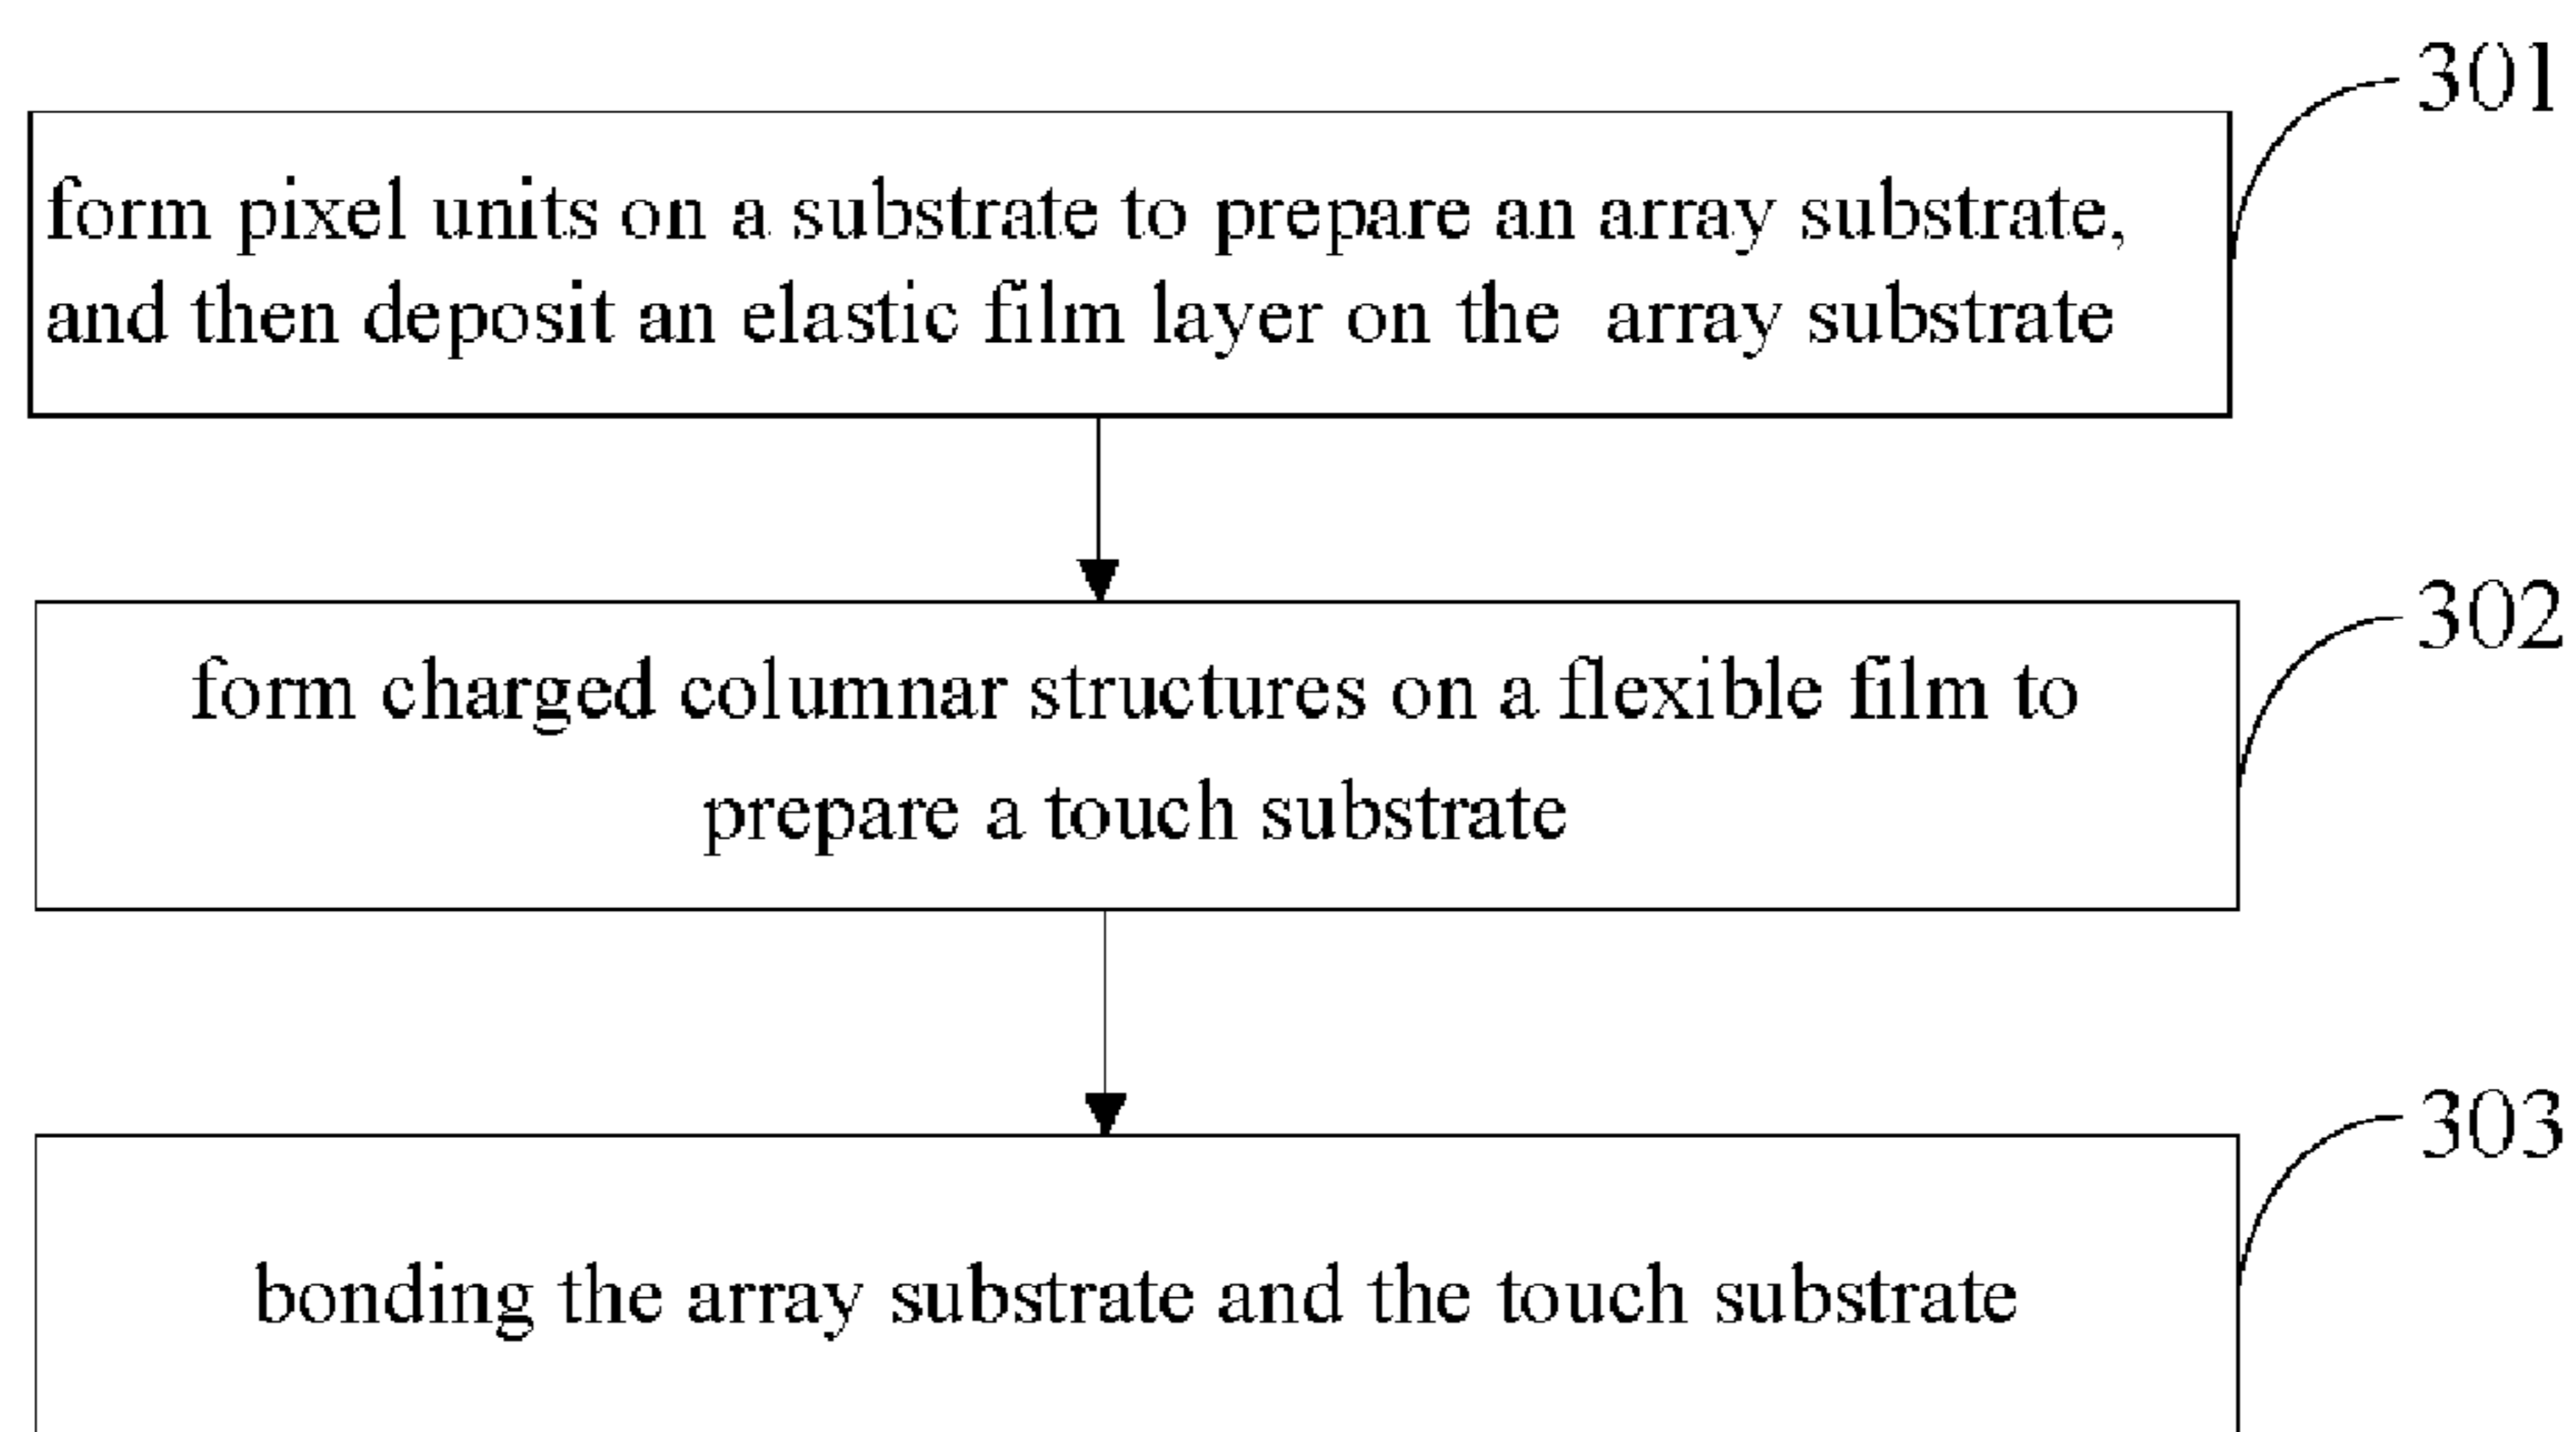 301
form pixel units on a substrate to prepare an array substrate,
and then deposit an elastic film layer on the array substrate
302
form charged columnar structures on a flexible film to
prepare a touch substrate
303
bonding the array substrate and the touch substrate